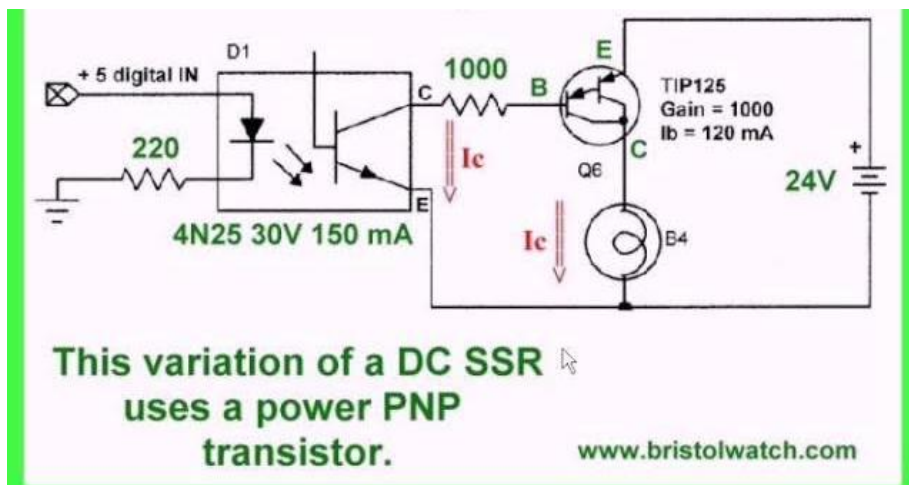 D1
+ 5 digital IN
220
C
E
4N25 30V 150 mA
1000
Ic
B
E
C
Q6
TIP125
Gain = 1000
Ib = 120 mA
Ic
B4
+
24V
This variation of a DC SSR
uses a power PNP
transistor.
www.bristolwatch.com